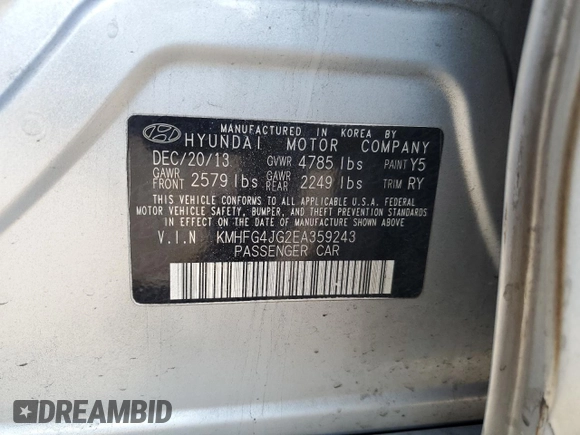 MANUFACTURED IN KOREA BY
HYUNDAI MOTOR COMPANY
DEC/20/13 GVWR 4785 lbs PAINT Y5
GAWR FRONT 2579 lbs GAWR REAR 2249 lbs TRIM RY
THIS VEHICLE CONFORMS TO ALL APPLICABLE U.S.A. FEDERAL
MOTOR VEHICLE SAFETY, BUMPER, AND THEFT PREVENTION STANDARDS
IN EFFECT ON THE DATE OF MANUFACTURE SHOWN ABOVE
V.I.N KMHFG4JG2EA359243
PASSENGER CAR
DREAMBID